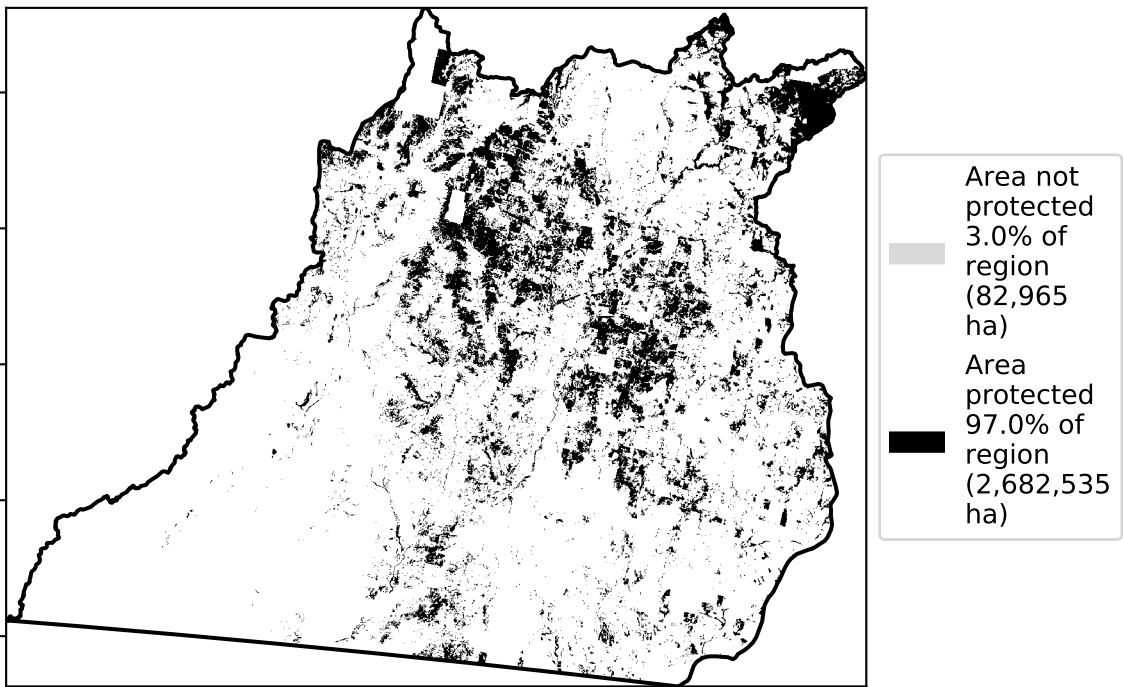 Area not
protected
3.0% of
region
(82,965
ha)
Area
protected
97.0% of
region
(2,682,535
ha)